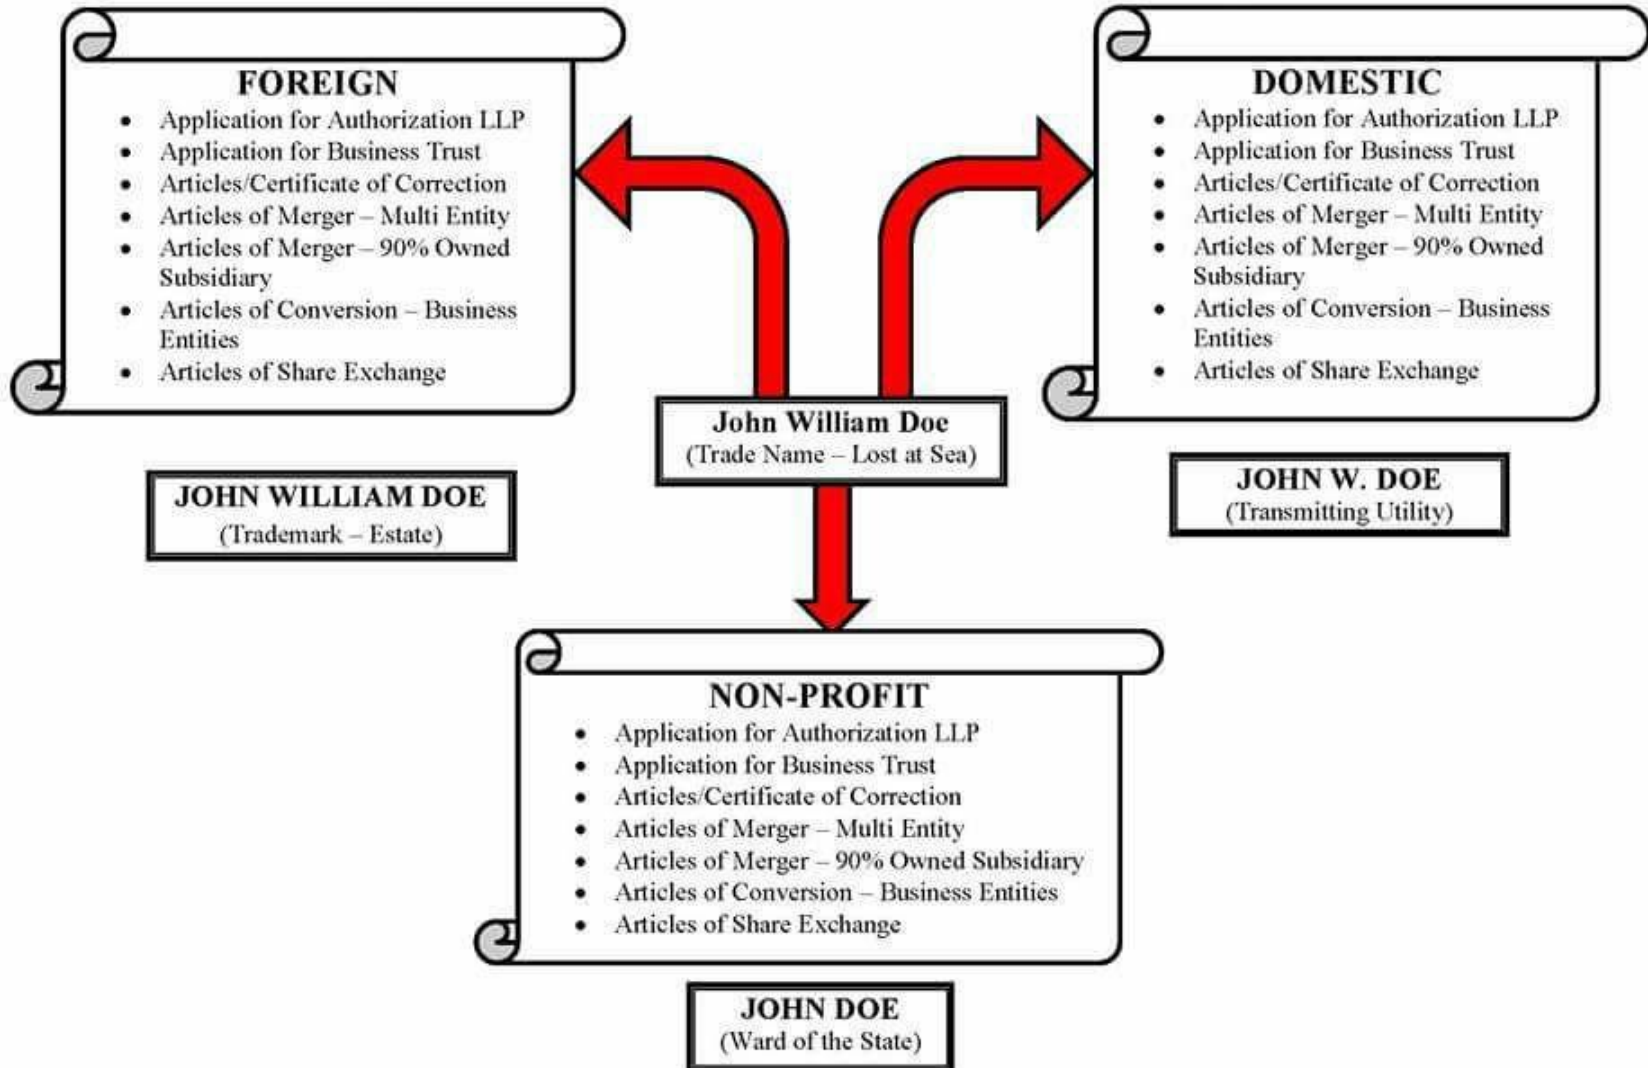 FOREIGN
• Application for Authorization LLP
• Application for Business Trust
• Articles/Certificate of Correction
• Articles of Merger – Multi Entity
• Articles of Merger – 90% Owned
Subsidiary
• Articles of Conversion – Business
Entities
• Articles of Share Exchange
JOHN WILLIAM DOE
(Trademark – Estate)
John William Doe
(Trade Name – Lost at Sea)
DOMESTIC
• Application for Authorization LLP
• Application for Business Trust
• Articles/Certificate of Correction
• Articles of Merger – Multi Entity
• Articles of Merger – 90% Owned
Subsidiary
• Articles of Conversion – Business
Entities
• Articles of Share Exchange
JOHN W. DOE
(Transmitting Utility)
NON-PROFIT
• Application for Authorization LLP
• Application for Business Trust
• Articles/Certificate of Correction
• Articles of Merger – Multi Entity
• Articles of Merger – 90% Owned Subsidiary
• Articles of Conversion – Business Entities
• Articles of Share Exchange
JOHN DOE
(Ward of the State)